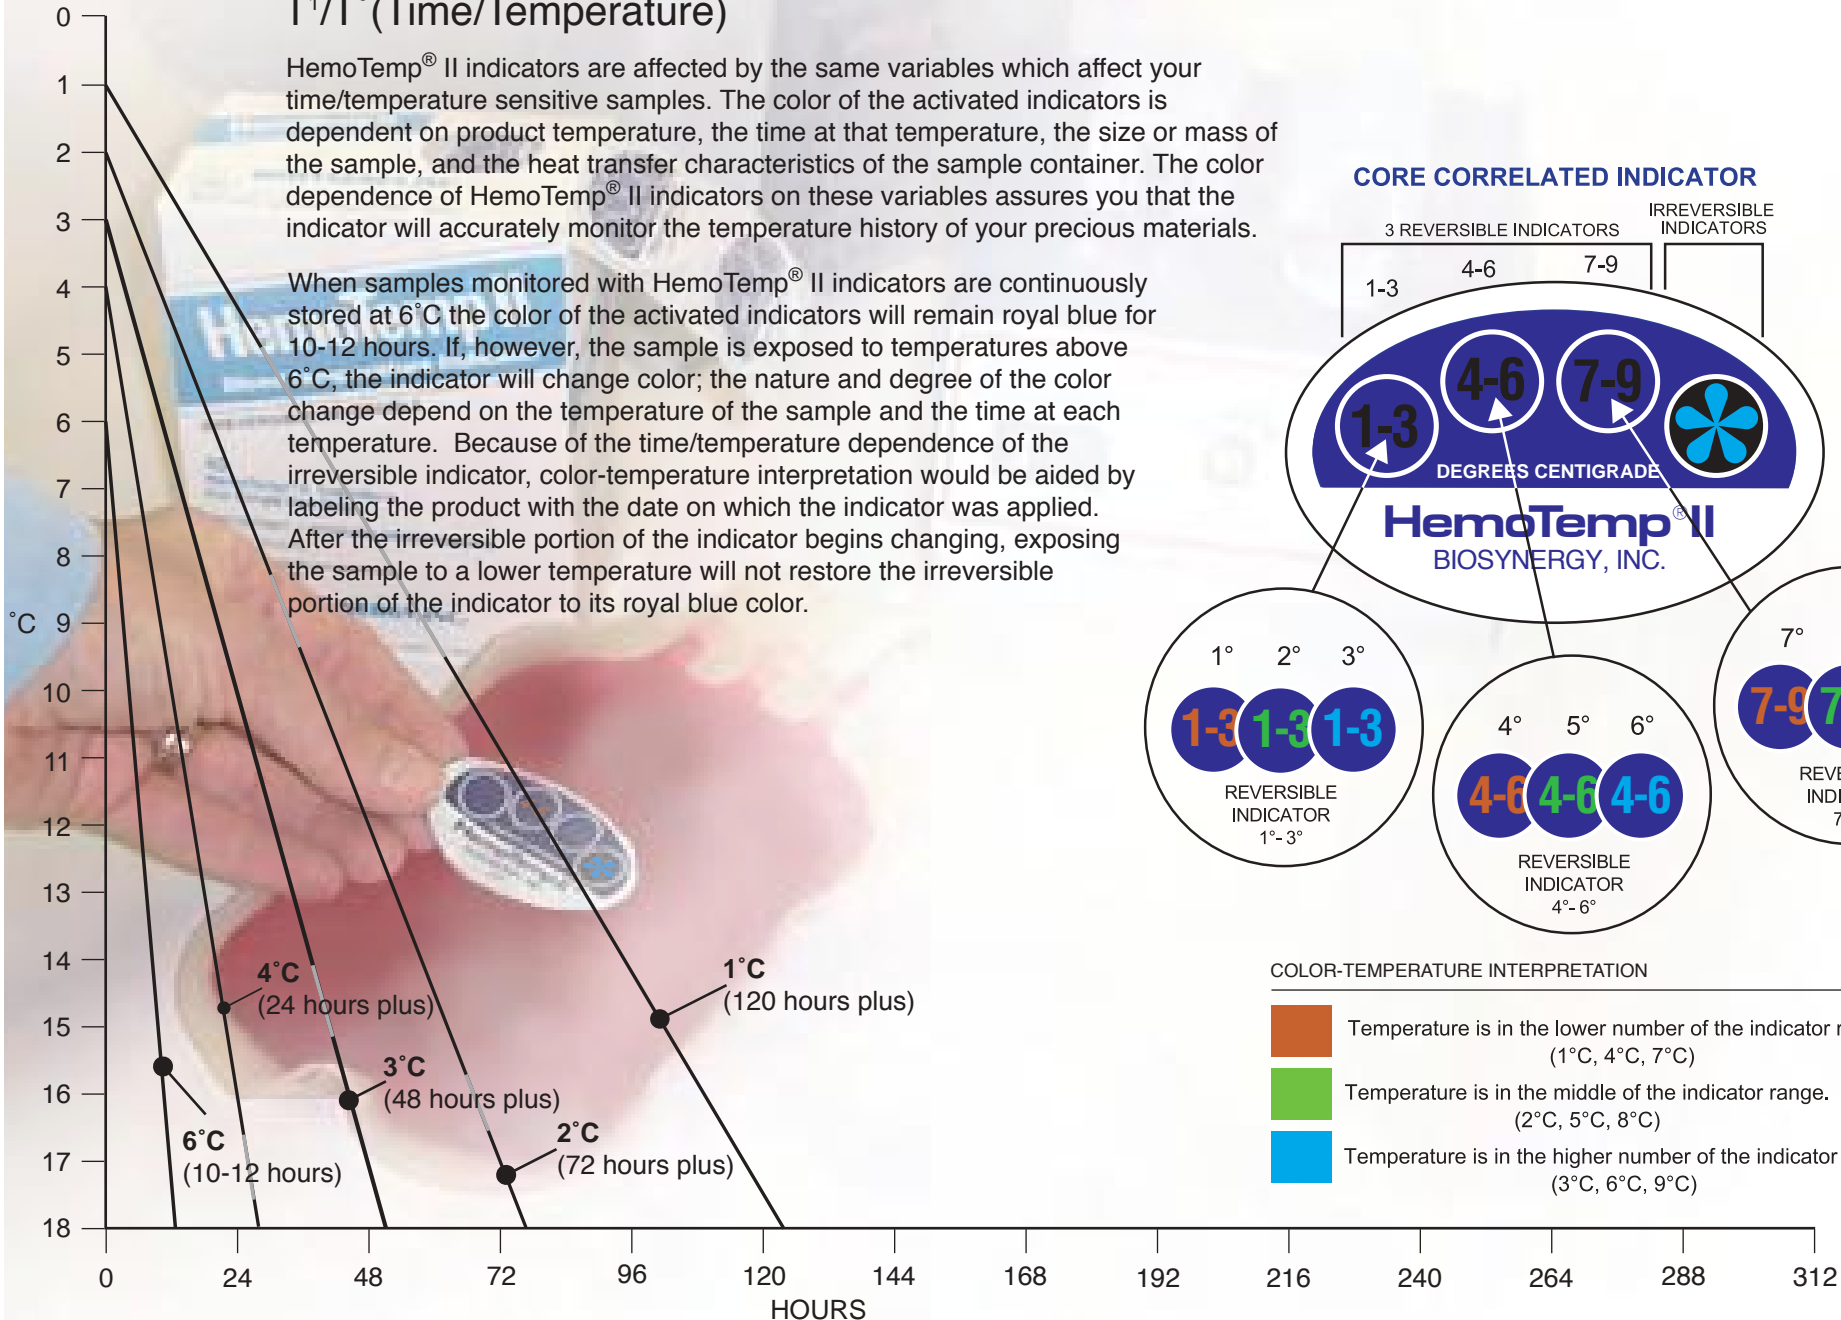 T¹/T²(Time/Temperature)
HemoTemp® II indicators are affected by the same variables which affect your
time/temperature sensitive samples. The color of the activated indicators is
dependent on product temperature, the time at that temperature, the size or mass of
the sample, and the heat transfer characteristics of the sample container. The color
dependence of HemoTemp® II indicators on these variables assures you that the
indicator will accurately monitor the temperature history of your precious materials.
When samples monitored with HemoTemp® II indicators are continuously
stored at 6˚C the color of the activated indicators will remain royal blue for
10-12 hours. If, however, the sample is exposed to temperatures above
6˚C, the indicator will change color; the nature and degree of the color
change depend on the temperature of the sample and the time at each
temperature. Because of the time/temperature dependence of the
irreversible indicator, color-temperature interpretation would be aided by
labeling the product with the date on which the indicator was applied.
After the irreversible portion of the indicator begins changing, exposing
the sample to a lower temperature will not restore the irreversible
portion of the indicator to its royal blue color.
HemoTemp II
0
1
2
3
4
5
6
7
8
˚C 9
10
11
12
13
14
15
16
17
18
4˚C
(24 hours plus)
1˚C
(120 hours plus)
3˚C
(48 hours plus)
6˚C
(10-12 hours)
2˚C
(72 hours plus)
0 24 48 72 96 120 144 168 192 216 240 264 288 312
HOURS
CORE CORRELATED INDICATOR
3 REVERSIBLE INDICATORS
IRREVERSIBLE
INDICATORS
1-3 4-6 7-9
1-3 4-6 7-9
DEGREES CENTIGRADE
HemoTemp® II
BIOSYNERGY, INC.
1° 2° 3°
1-3 1-3 1-3
REVERSIBLE
INDICATOR
1°- 3°
4° 5° 6°
4-6 4-6 4-6
REVERSIBLE
INDICATOR
4°- 6°
7°
7-9 7
REVE
INDI
7
COLOR-TEMPERATURE INTERPRETATION
Temperature is in the lower number of the indicator r
(1°C, 4°C, 7°C)
Temperature is in the middle of the indicator range.
(2°C, 5°C, 8°C)
Temperature is in the higher number of the indicator
(3°C, 6°C, 9°C)